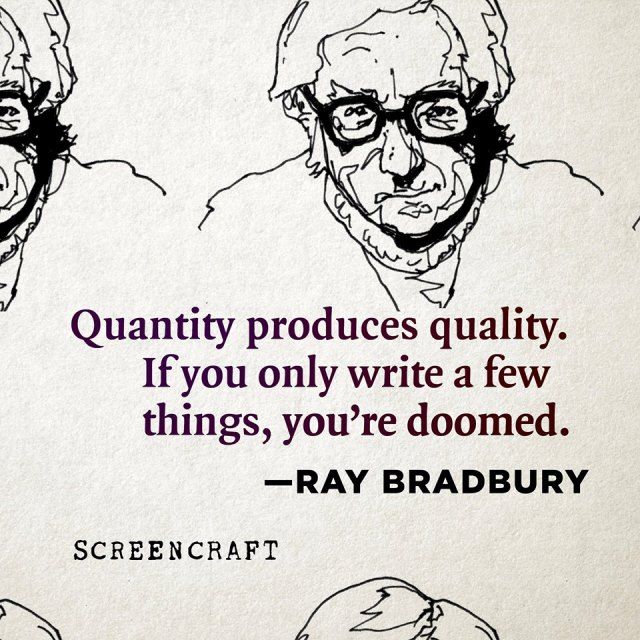 Quantity produces quality.
If you only write a few
things, you’re doomed.
—RAY BRADBURY
SCREENCRAFT